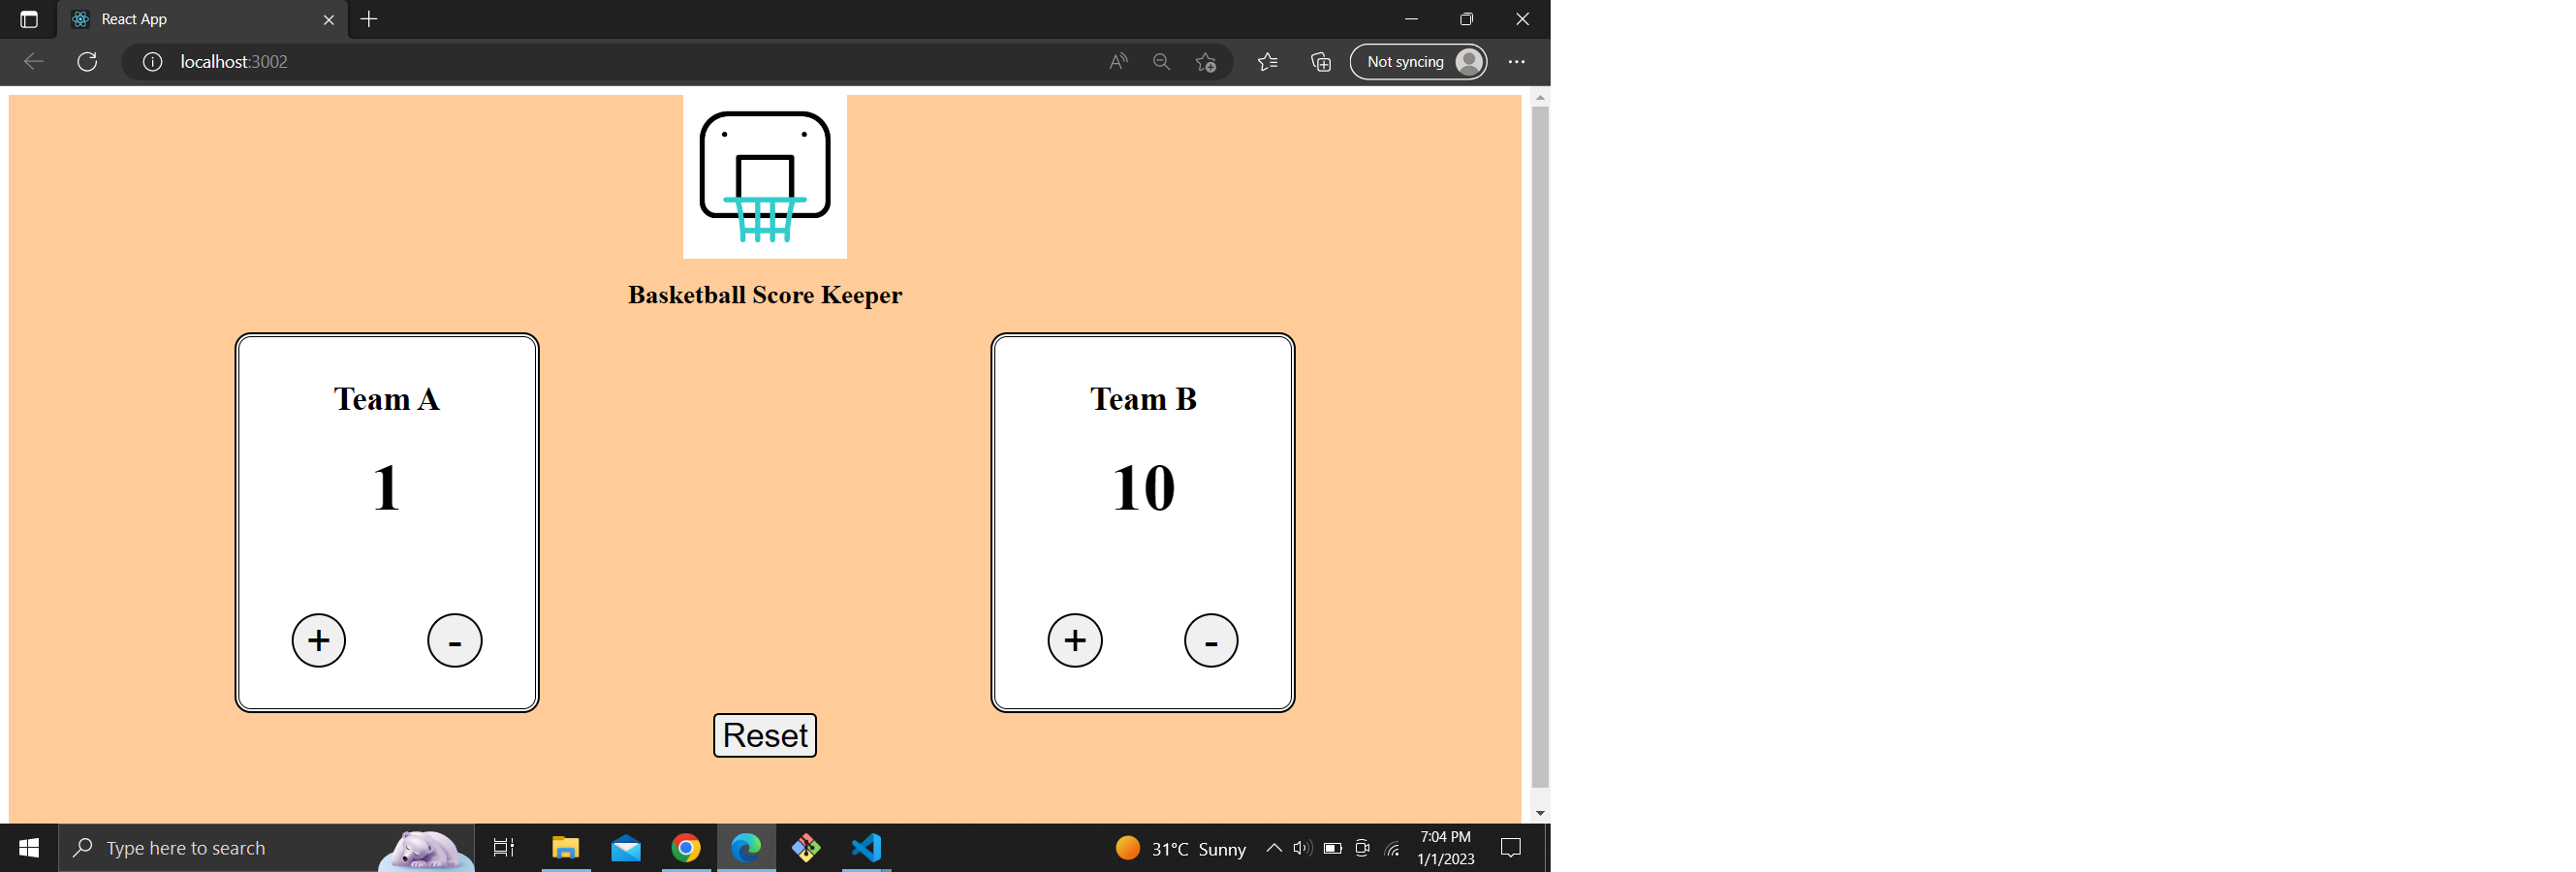 React App
localhost:3002
Not syncing
Basketball Score Keeper
Team A
Team B
1
10
+ -
+ -
Reset
Type here to search
31°C Sunny
7:04 PM
1/1/2023